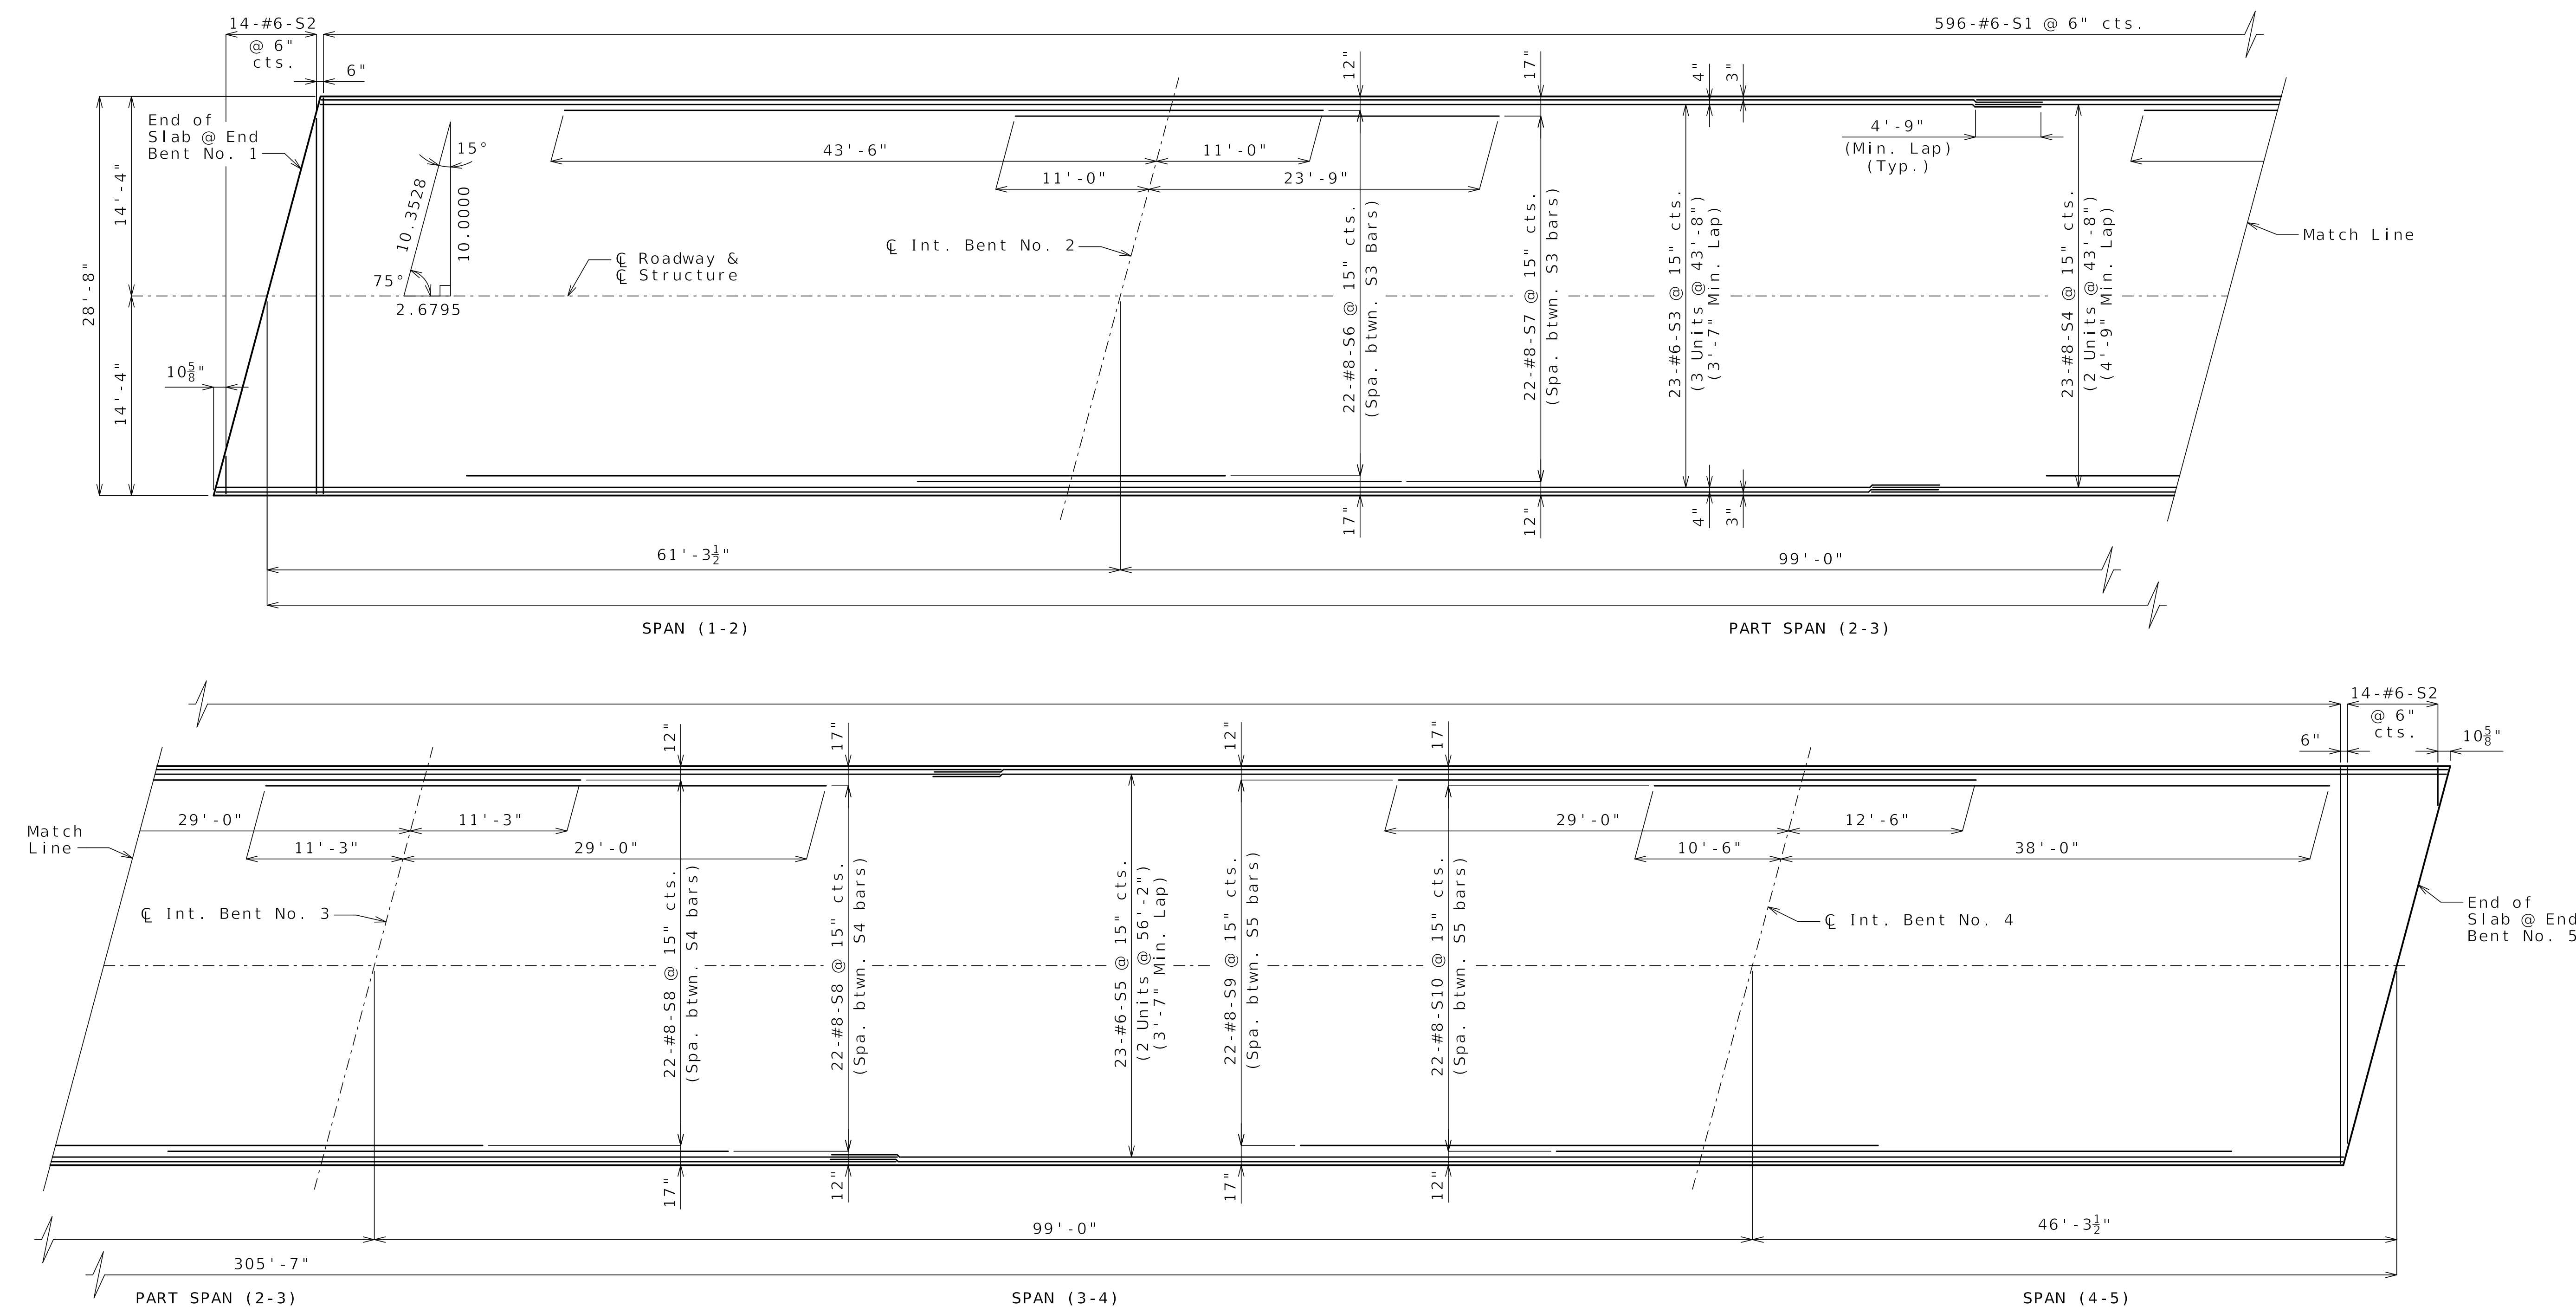 14-#6-S2
@ 6"
cts.
6"
596-#6-S1 @ 6" cts.
12"
17"
4"
3"
End of
Slab @ End
Bent No. 1
15°
10.3528
10.0000
75°
2.6795
43'-6"
11'-0"
11'-0"
23'-9"
4'-9"
(Min. Lap)
(Typ.)
14'-4"
28'-8"
14'-4"
10⅝"
℄ Roadway &
℄ Structure
℄ Int. Bent No. 2
22-#8-S6 @ 15" cts.
(Spa. btwn. S3 Bars)
22-#8-S7 @ 15" cts.
(Spa. btwn. S3 bars)
23-#6-S3 @ 15" cts.
(3 Units @ 43'-8")
(3'-7" Min. Lap)
23-#8-S4 @ 15" cts.
(2 Units @ 43'-8")
(4'-9" Min. Lap)
Match Line
17"
12"
4"
3"
61'-3½"
99'-0"
SPAN (1-2)
PART SPAN (2-3)
14-#6-S2
@ 6"
cts.
6"
10⅝"
12"
17"
12"
17"
Match
Line
29'-0"
11'-3"
11'-3"
29'-0"
29'-0"
12'-6"
10'-6"
38'-0"
℄ Int. Bent No. 3
22-#8-S8 @ 15" cts.
(Spa. btwn. S4 bars)
22-#8-S8 @ 15" cts.
(Spa. btwn. S4 bars)
23-#6-S5 @ 15" cts.
(2 Units @ 56'-2")
(3'-7" Min. Lap)
22-#8-S9 @ 15" cts.
(Spa. btwn. S5 bars)
22-#8-S10 @ 15" cts.
(Spa. btwn. S5 bars)
℄ Int. Bent No. 4
End of
Slab @ End
Bent No. 5
17"
12"
17"
12"
99'-0"
46'-3½"
305'-7"
PART SPAN (2-3)
SPAN (3-4)
SPAN (4-5)